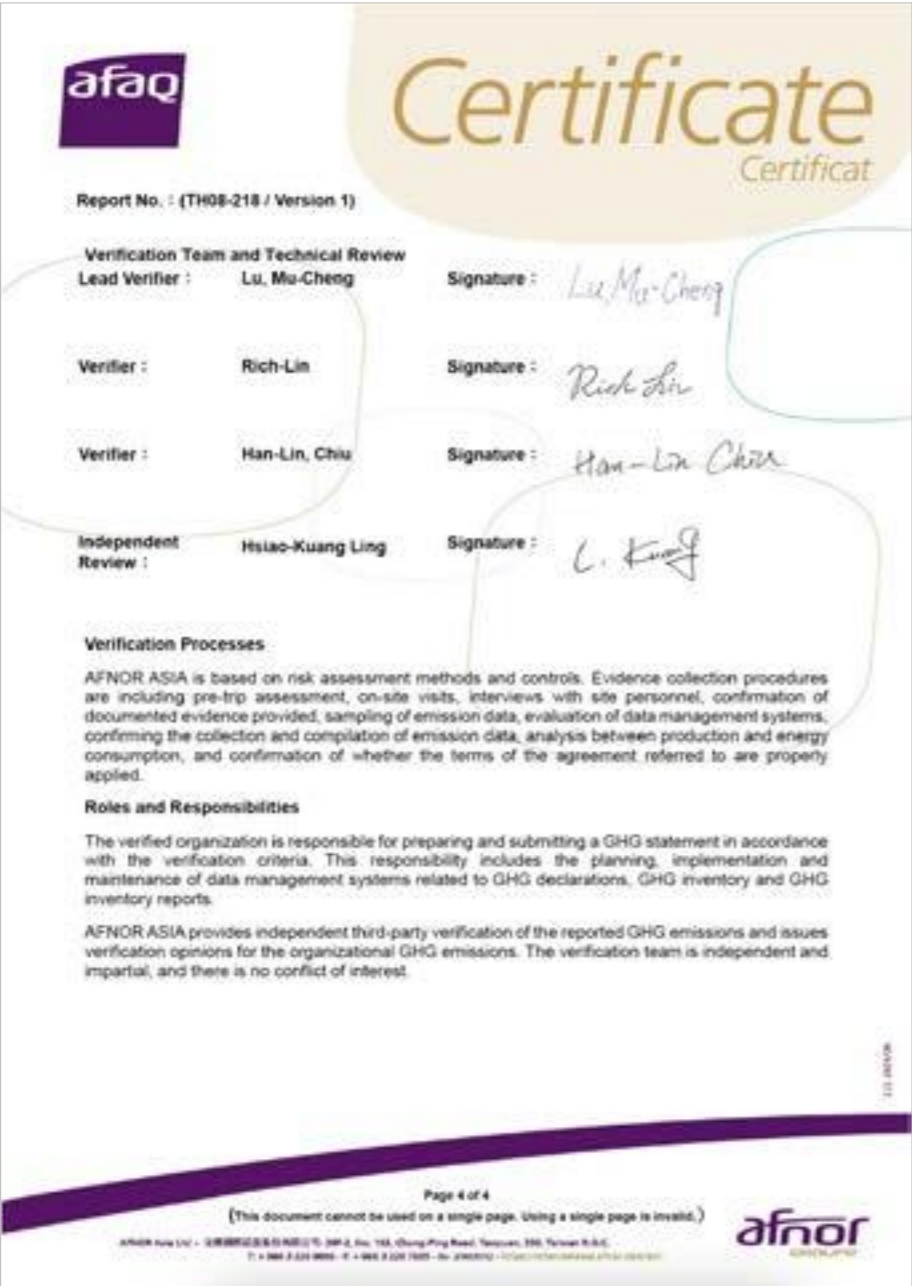 afaq
Certificate
Certificat
Report No. : (TH08-218 / Version 1)
Verification Team and Technical Review
Lead Verifier : Lu, Mu-Cheng Signature : Lu, Mu-Cheng
Verifier : Rich-Lin Signature : Rich Lin
Verifier : Han-Lin, Chiu Signature : Han-Lin Chiu
Independent
Review : Hsiao-Kuang Ling Signature : L. Kuang
Verification Processes
AFNOR ASIA is based on risk assessment methods and controls. Evidence collection procedures
are including pre-trip assessment, on-site visits, interviews with site personnel, confirmation of
documented evidence provided, sampling of emission data, evaluation of data management systems,
confirming the collection and compilation of emission data, analysis between production and energy
consumption, and confirmation of whether the terms of the agreement referred to are properly
applied.
Roles and Responsibilities
The verified organization is responsible for preparing and submitting a GHG statement in accordance
with the verification criteria. This responsibility includes the planning, implementation and
maintenance of data management systems related to GHG declarations, GHG inventory and GHG
inventory reports.
AFNOR ASIA provides independent third-party verification of the reported GHG emissions and issues
verification opinions for the organizational GHG emissions. The verification team is independent and
impartial, and there is no conflict of interest.
Page 4 of 4
(This document cannot be used on a single page. Using a single page is invalid.)
AFNOR Asia Ltd
Chung-Ping Road, Taoyuan, Taiwan R.O.C.
afnor
GROUPE